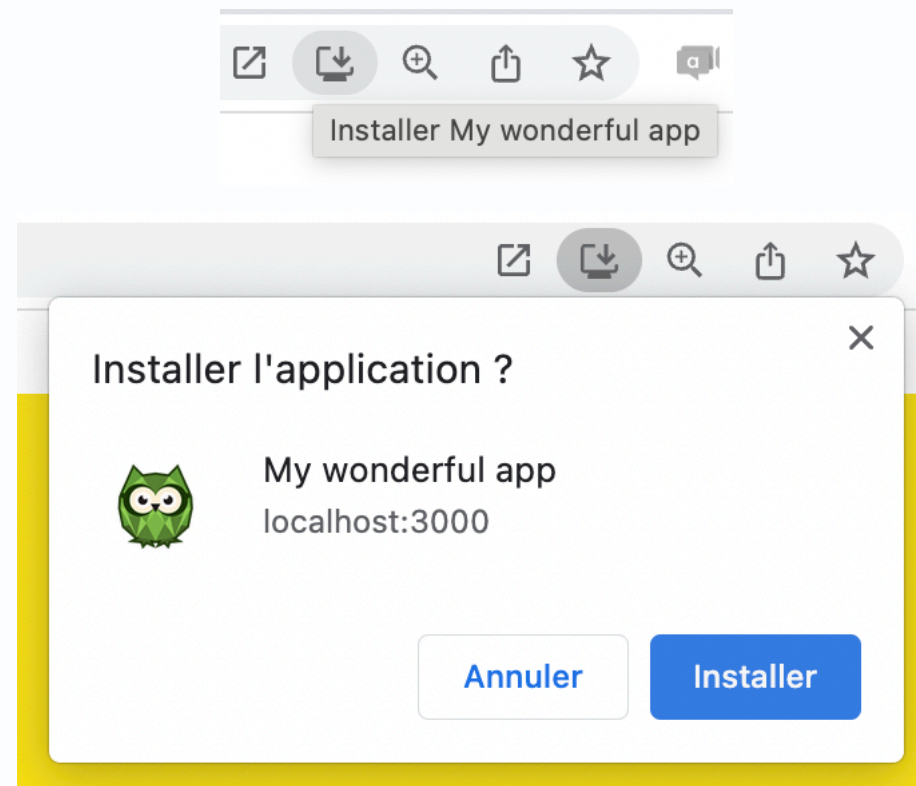 a
Installer My wonderful app
Installer l'application ?
My wonderful app
localhost:3000
Annuler
Installer